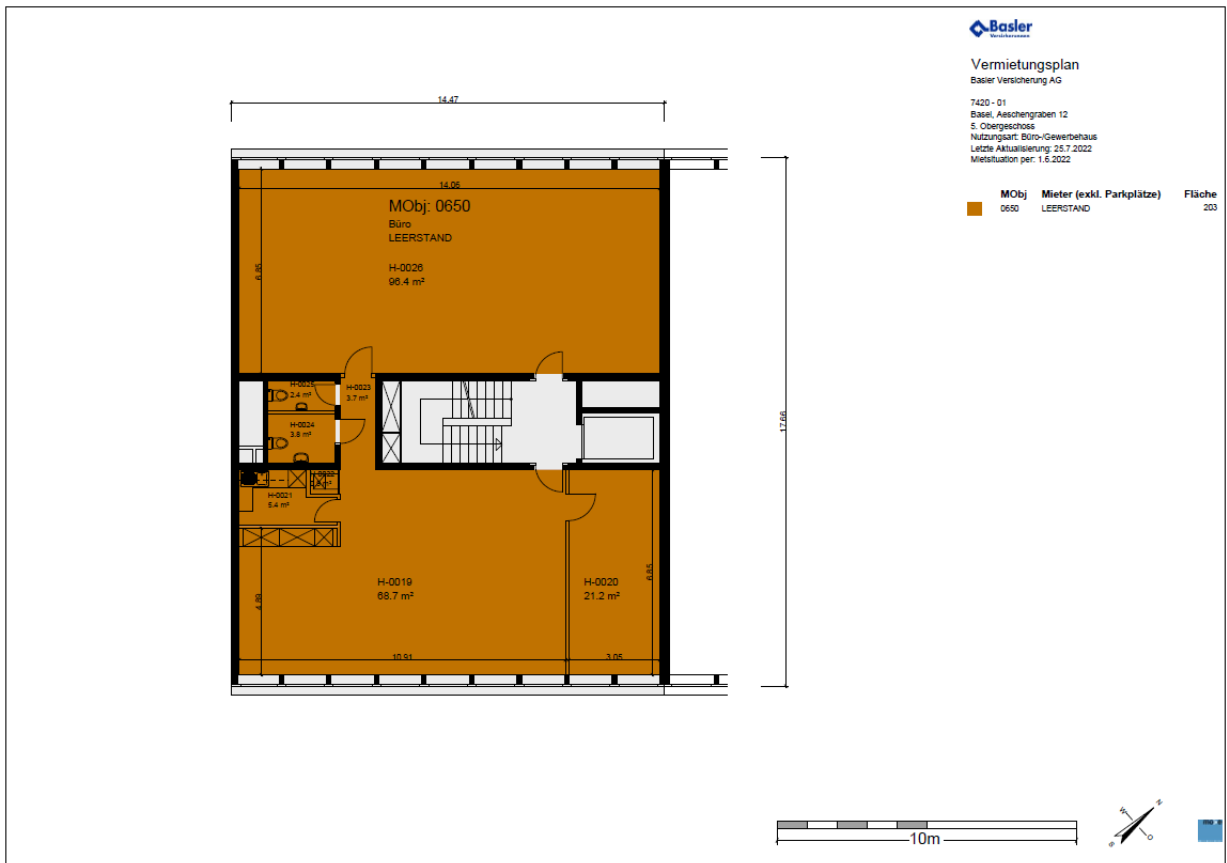 Basler
Versicherungen
Vermietungsplan
Basler Versicherung AG
7420 - 01
Basel, Aeschengraben 12
5. Obergeschoss
Nutzungsart: Büro-/Gewerbehaus
Letzte Aktualisierung: 25.7.2022
Mietsituation per: 1.6.2022
MObj Mieter (exkl. Parkplätze) Fläche
0650 LEERSTAND 203
14.47
14.05
MObj: 0650
Büro
LEERSTAND
H-0026
96.4 m²
6.85
17.66
H-0025
2.4 m²
H-0023
3.7 m²
H-0024
3.8 m²
H-0021
5.4 m²
H-0019
68.7 m²
H-0020
21.2 m²
6.85
4.89
10.91
3.05
10m
W
N
S
O